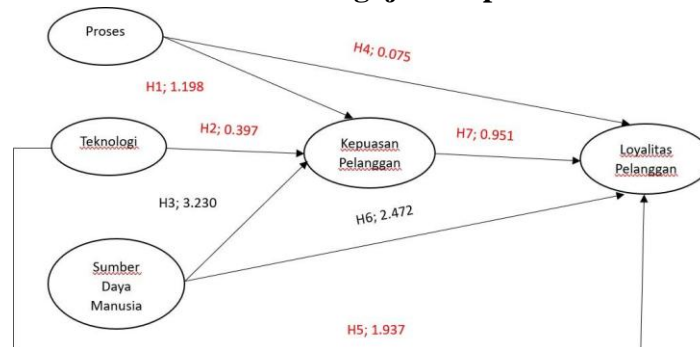 Proses
H4; 0.075
H1; 1.198
Teknologi
H2; 0.397
Kepuasan
Pelanggan
H7; 0.951
Loyalitas
Pelanggan
H3; 3.230
H6; 2.472
Sumber
Daya
Manusia
H5; 1.937